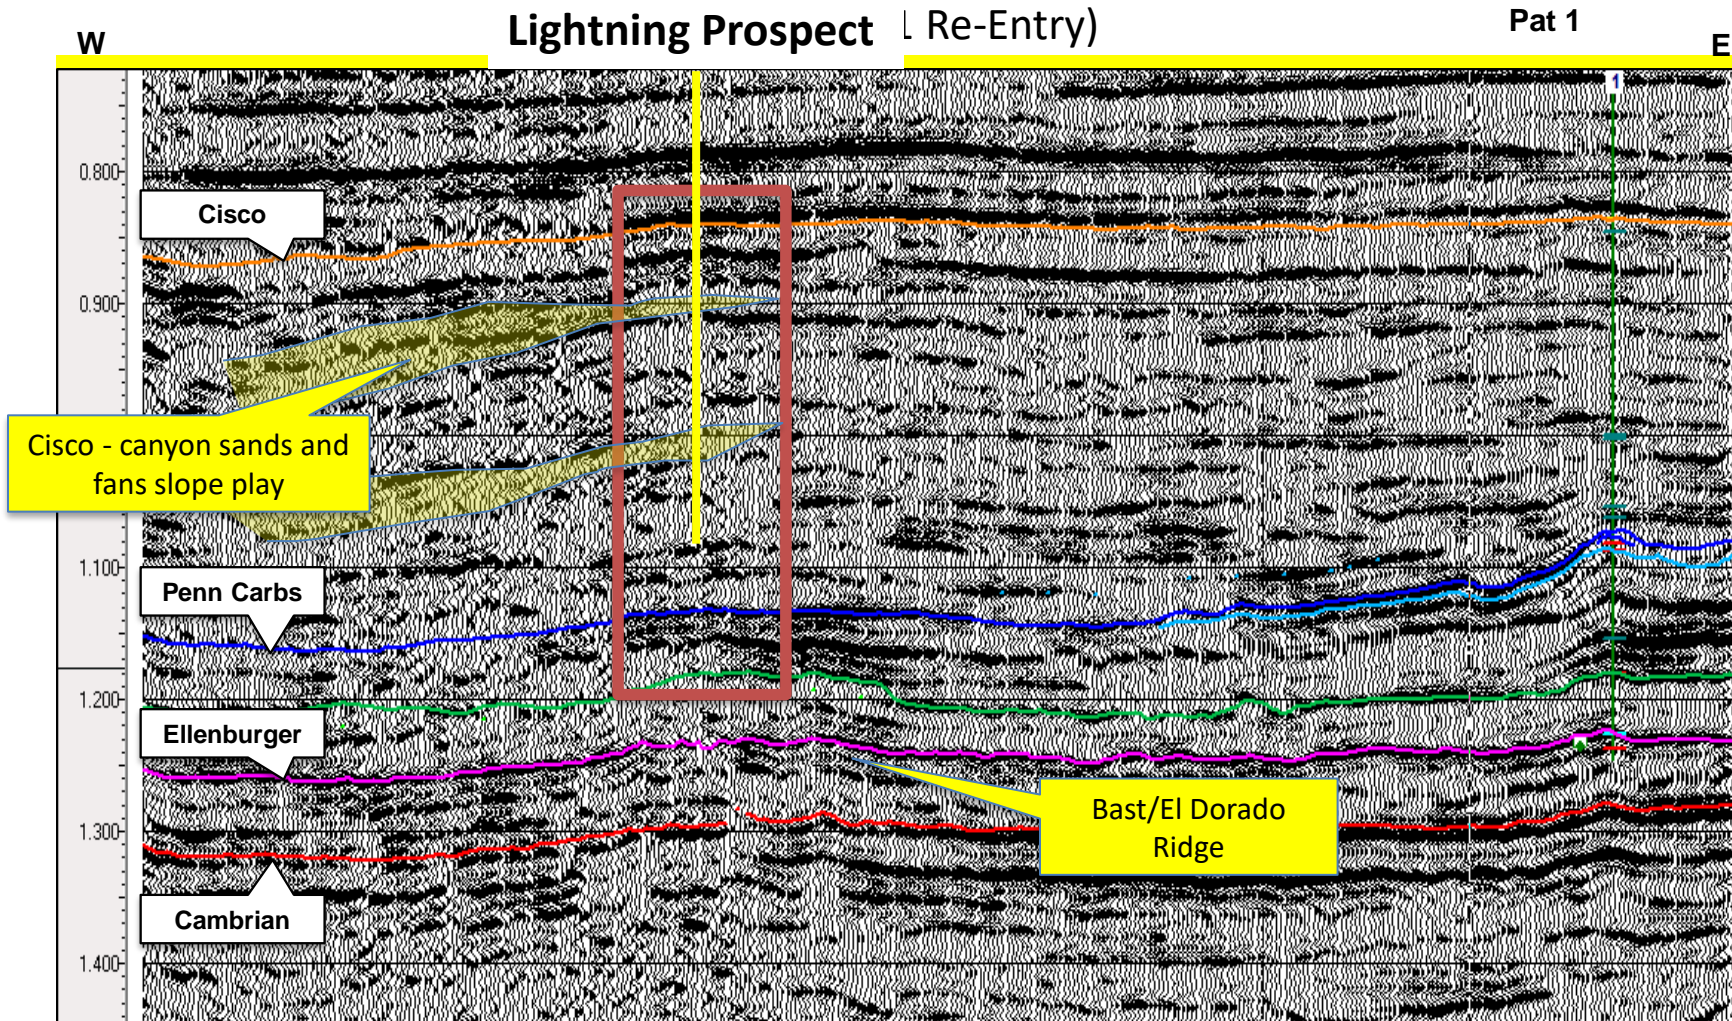 Lightning Prospect
Re-Entry)
Pat 1
W
E
1
0.800
Cisco
0.900
Cisco - canyon sands and
fans slope play
1.100
Penn Carbs
1.200
Ellenburger
Bast/El Dorado
Ridge
1.300
Cambrian
1.400